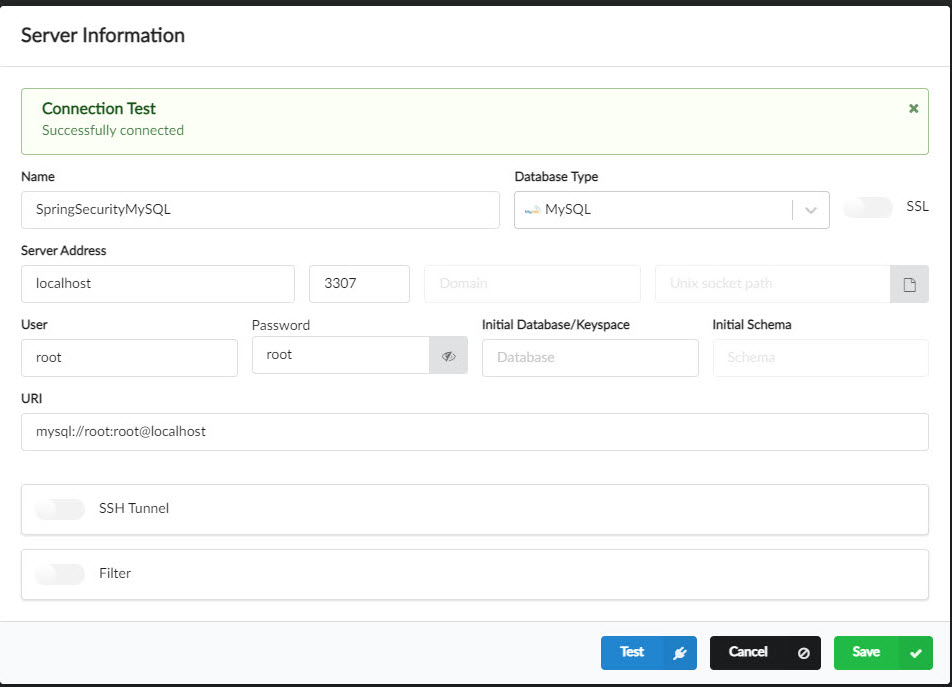 Server Information
Connection Test
Successfully connected
Name
Database Type
SpringSecurityMySQL
MySQL
SSL
Server Address
localhost
3307
Domain
Unix socket path
User
Password
Initial Database/Keyspace
Initial Schema
root
root
Database
Schema
URI
mysql://root:root@localhost
SSH Tunnel
Filter
Test
Cancel
Save